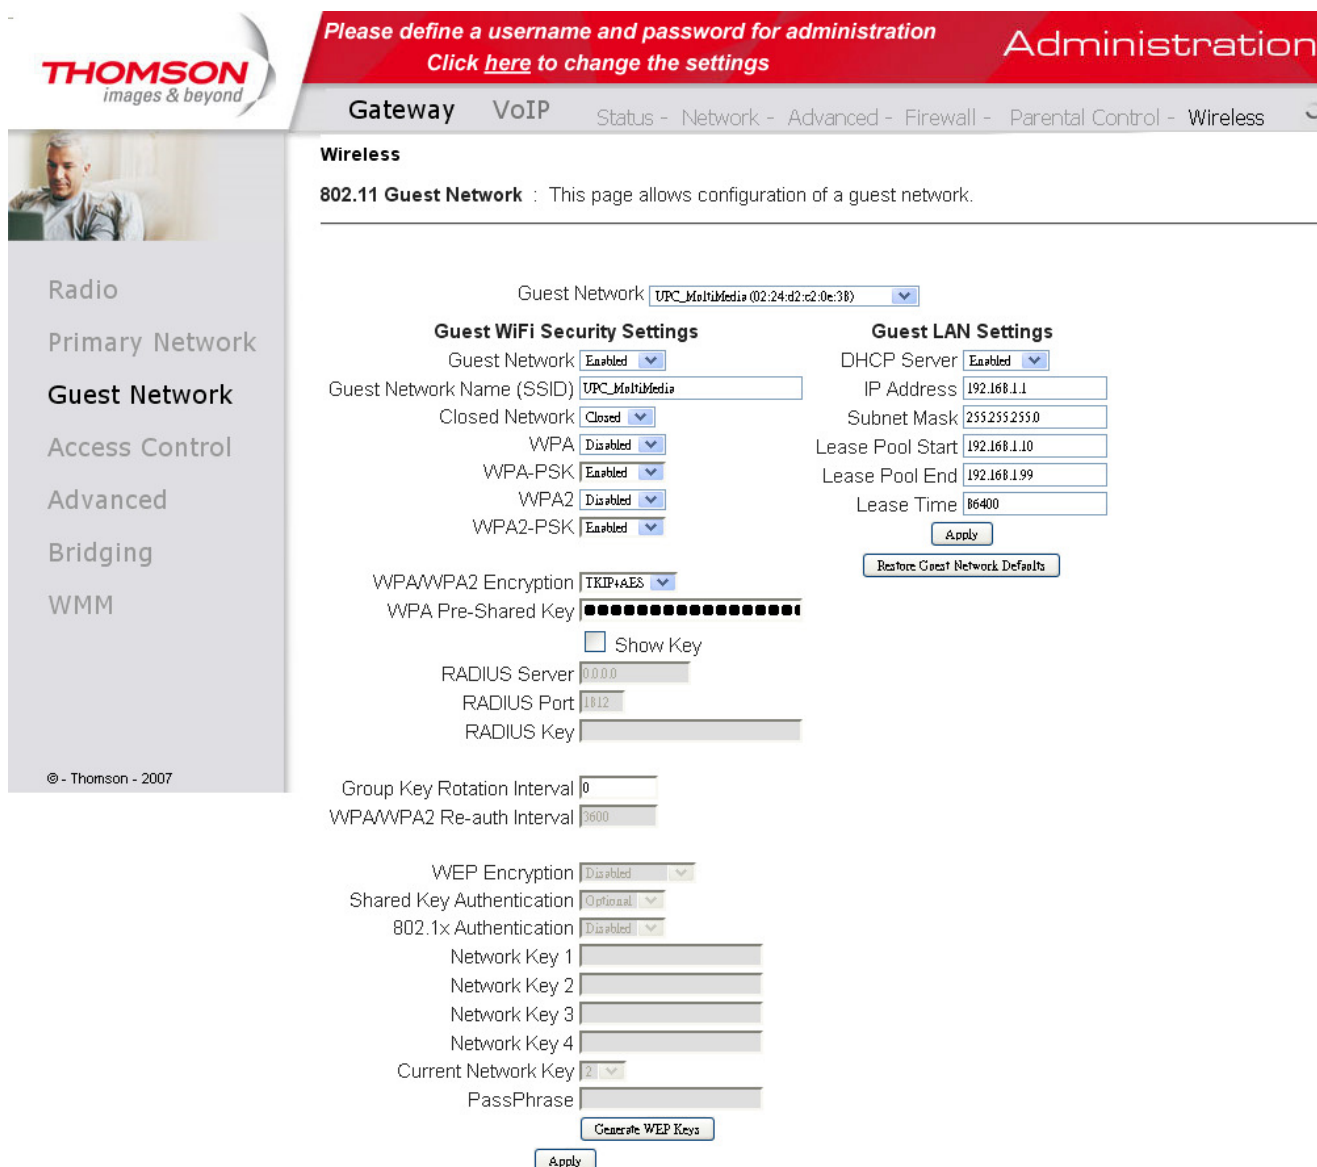 Please define a username and password for administration
Click here to change the settings
Administration
THOMSON
images & beyond
Gateway VoIP Status - Network - Advanced - Firewall - Parental Control - Wireless
Wireless
802.11 Guest Network : This page allows configuration of a guest network.
Radio
Primary Network
Guest Network
Access Control
Advanced
Bridging
WMM
© - Thomson - 2007
Guest Network UPC_MultiMedia (02:24:d2:c2:0e:3B)
Guest WiFi Security Settings
Guest Network Enabled
Guest Network Name (SSID) UPC_MultiMedia
Closed Network Closed
WPA Disabled
WPA-PSK Enabled
WPA2 Disabled
WPA2-PSK Enabled
WPA/WPA2 Encryption TKIP+AES
WPA Pre-Shared Key
Show Key
RADIUS Server 0.0.0.0
RADIUS Port 1812
RADIUS Key
Group Key Rotation Interval 0
WPA/WPA2 Re-auth Interval 3600
WEP Encryption Disabled
Shared Key Authentication Optional
802.1x Authentication Disabled
Network Key 1
Network Key 2
Network Key 3
Network Key 4
Current Network Key 2
PassPhrase
Generate WEP Keys
Apply
Guest LAN Settings
DHCP Server Enabled
IP Address 192.168.1.1
Subnet Mask 255.255.255.0
Lease Pool Start 192.168.1.10
Lease Pool End 192.168.1.99
Lease Time 86400
Apply
Restore Guest Network Defaults